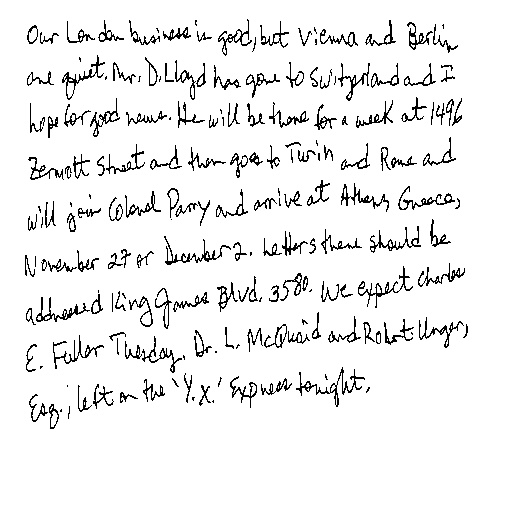 Our London business is good, but Vienna and Berlin
are quiet. Mr. D. Lloyd has gone to Switzerland and I
hope for good news. He will be there for a week at 1496
Zermott Street and then goes to Turin and Rome and
will join Colonel Parry and arrive at Athens, Greece,
November 27 or December 2. Letters there should be
addressed King James Blvd. 3580. We expect Charles
E. Fuller Tuesday. Dr. L. McQuaid and Robert Unger,
Esq., left on the 'Y.X.' Express tonight.